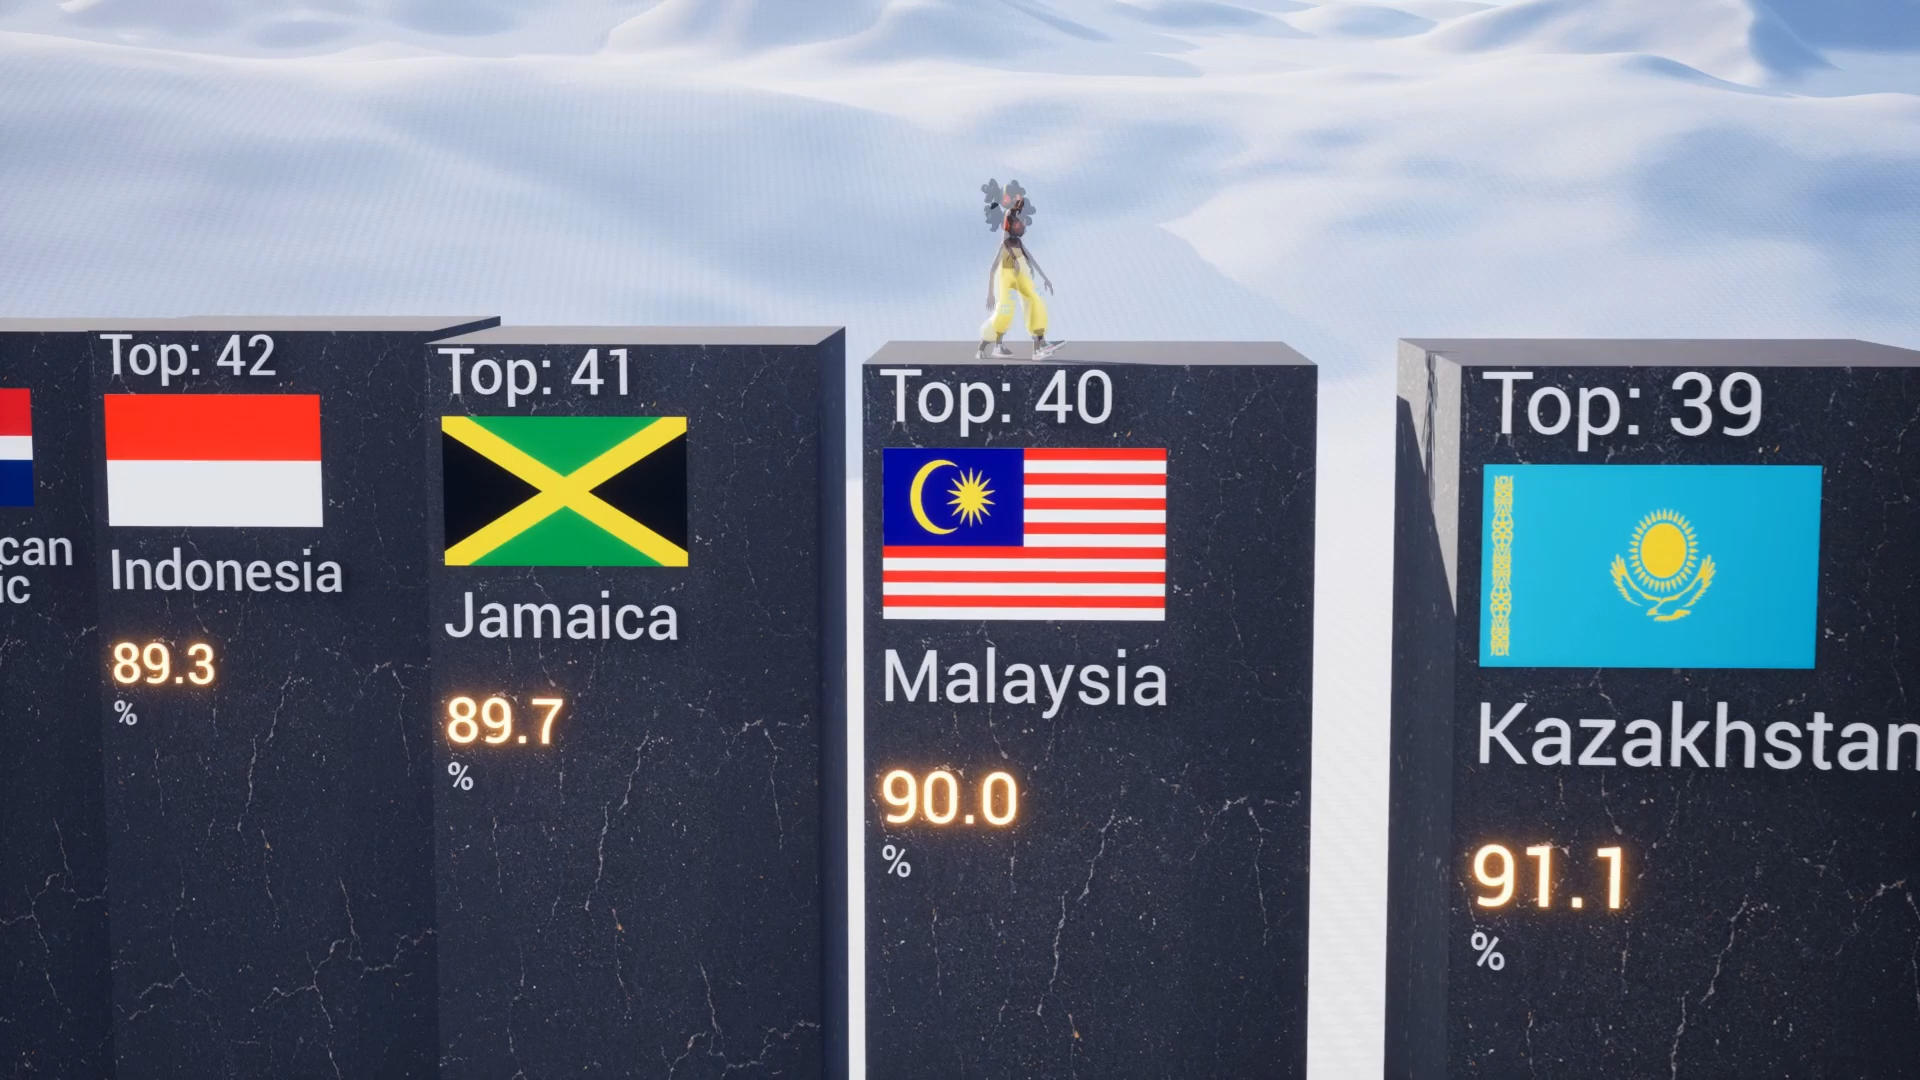 can
ic
Top: 42
Indonesia
89.3
%
Top: 41
Jamaica
89.7
%
Top: 40
Malaysia
90.0
%
Top: 39
Kazakhstan
91.1
%